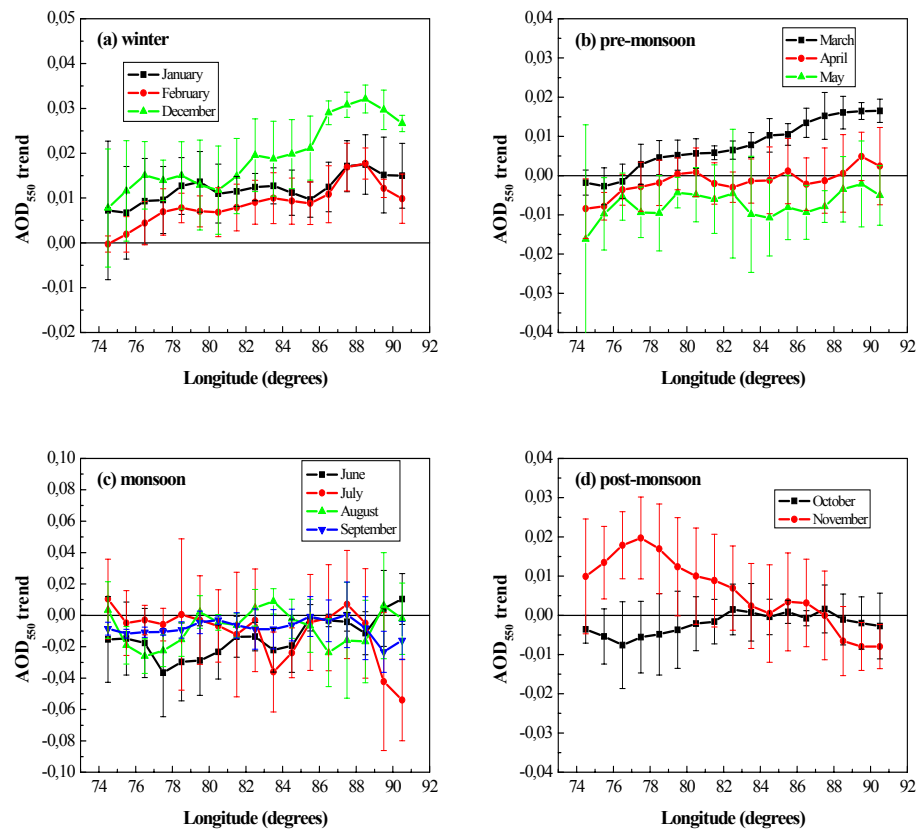 (a) winter
January
February
December
AOD550 trend
0,05
0,04
0,03
0,02
0,01
0,00
0,01
0,02
74 76 78 80 82 84 86 88 90 92
Longitude (degrees)
(b) pre-monsoon
March
April
May
AOD550 trend
0,04
0,03
0,02
0,01
0,00
-0,01
-0,02
-0,03
-0,04
74 76 78 80 82 84 86 88 90 92
Longitude (degrees)
(c) monsoon
June
July
August
September
AOD550 trend
0,10
0,08
0,06
0,04
0,02
0,00
-0,02
-0,04
-0,06
-0,08
-0,10
74 76 78 80 82 84 86 88 90 92
Longitude (degrees)
(d) post-monsoon
October
November
AOD550 trend
0,04
0,03
0,02
0,01
0,00
-0,01
-0,02
-0,03
0,04
74 76 78 80 82 84 86 88 90 92
Longitude (degrees)